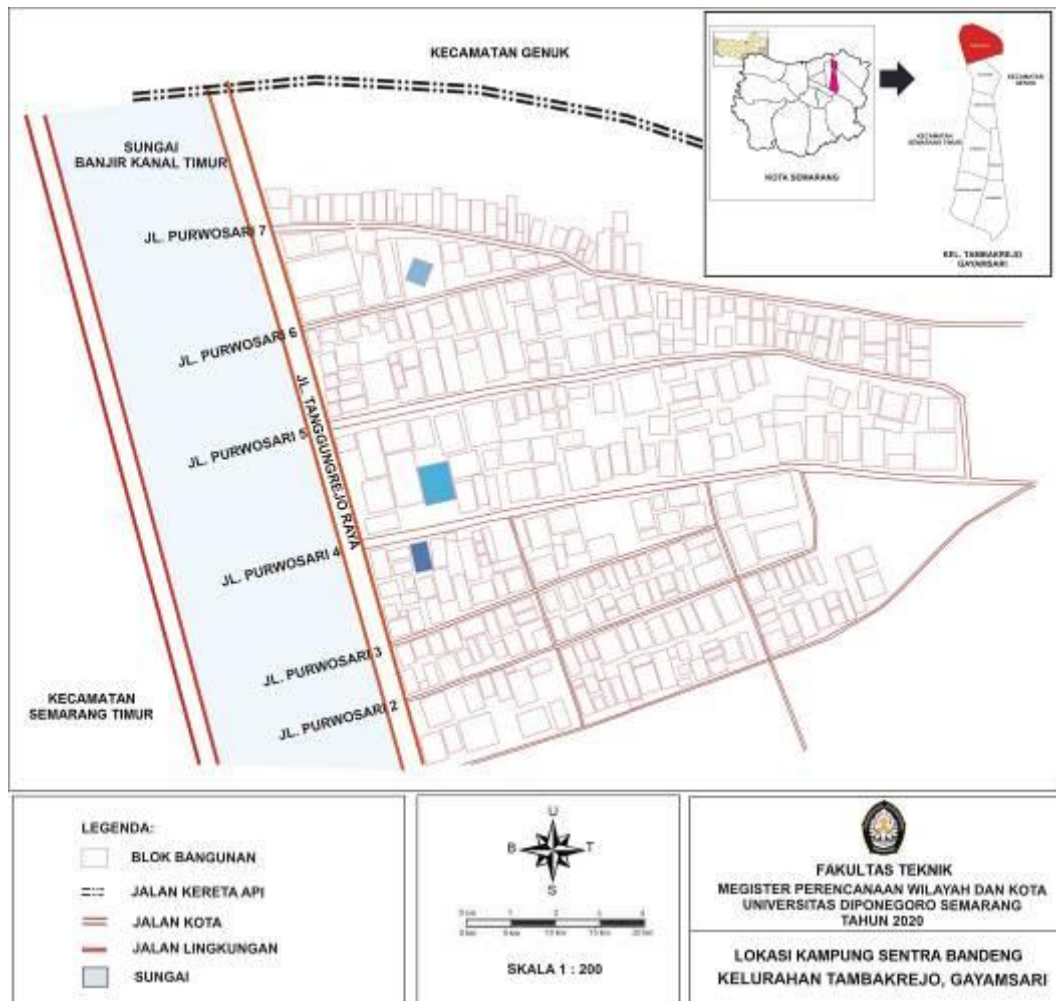 KECAMATAN GENUK
SUNGAI
BANJIR KANAL TIMUR
JL. PURWOSARI 7
JL. PURWOSARI 6
JL. TANGGUNGREJO RAYA
JL. PURWOSARI 5
JL. PURWOSARI 4
JL. PURWOSARI 3
JL. PURWOSARI 2
KECAMATAN
SEMARANG TIMUR
KOTA SEMARANG
KECAMATAN
GENUK
KECAMATAN
SEMARANG TIMUR
KEL. TAMBAKREJO
GAYAMSARI
LEGENDA:
BLOK BANGUNAN
JALAN KERETA API
JALAN KOTA
JALAN LINGKUNGAN
SUNGAI
U
B
T
S
SKALA 1 : 200
FAKULTAS TEKNIK
MEGISTER PERENCANAAN WILAYAH DAN KOTA
UNIVERSITAS DIPONEGORO SEMARANG
TAHUN 2020
LOKASI KAMPUNG SENTRA BANDENG
KELURAHAN TAMBAKREJO, GAYAMSARI